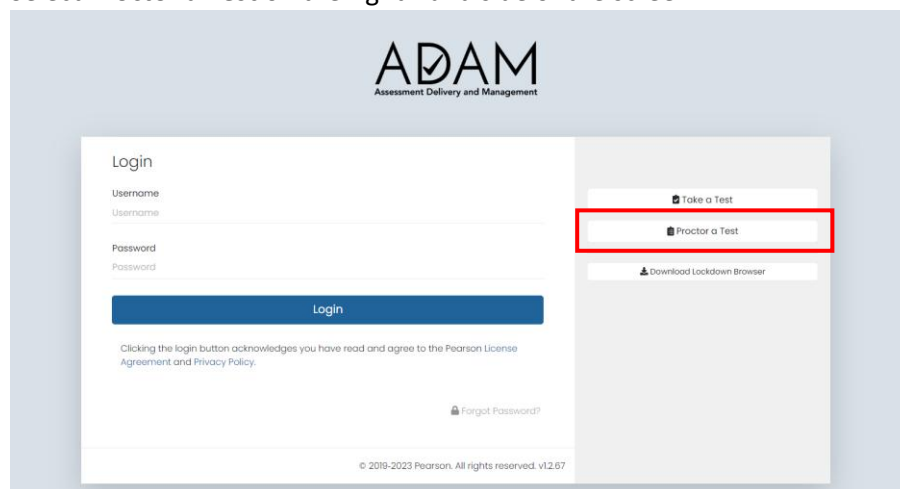 ADAM
Assessment Delivery and Management
Login
Username
Username
Password
Password
Login
Clicking the login button acknowledges you have read and agree to the Pearson License
Agreement and Privacy Policy.
Forgot Password?
© 2019-2023 Pearson. All rights reserved. v1.2.67
Take a Test
Proctor a Test
Download Lockdown Browser